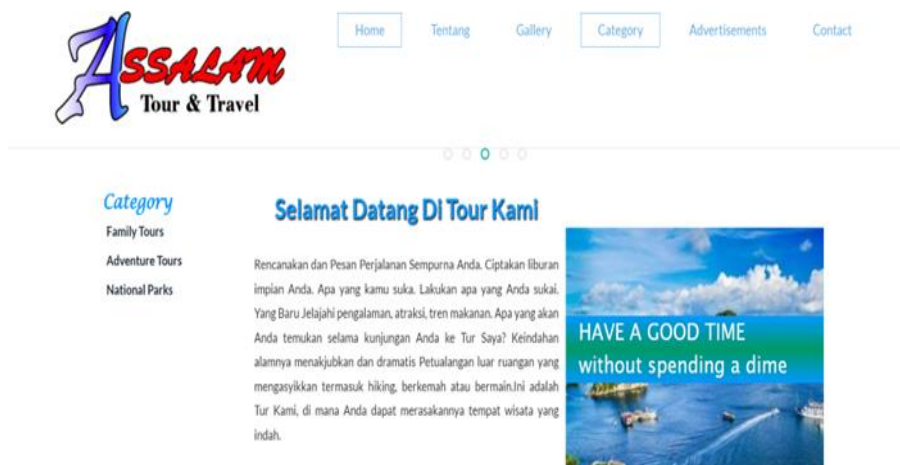 ASSALAM
Tour & Travel
Home Tentang Gallery Category Advertisements Contact
Category
Family Tours
Adventure Tours
National Parks
Selamat Datang Di Tour Kami
Rencanakan dan Pesan Perjalanan Sempurna Anda. Ciptakan liburan
impian Anda. Apa yang kamu suka. Lakukan apa yang Anda sukai.
Yang Baru Jelajahi pengalaman, atraksi, tren makanan. Apa yang akan
Anda temukan selama kunjungan Anda ke Tur Saya? Keindahan
alamnya menakjubkan dan dramatis Petualangan luar ruangan yang
mengasyikkan termasuk hiking, berkemah atau bermain.Ini adalah
Tur Kami, di mana Anda dapat merasakannya tempat wisata yang
indah.
HAVE A GOOD TIME
without spending a dime